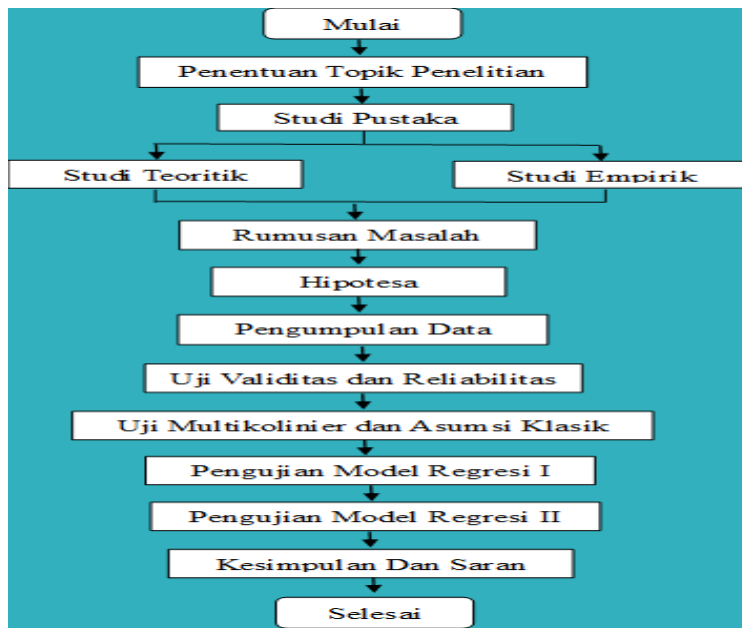 Mulai
Penentuan Topik Penelitian
Studi Pustaka
Studi Teoritik
Studi Empirik
Rumusan Masalah
Hipotesa
Pengumpulan Data
Uji Validitas dan Reliabilitas
Uji Multikolinier dan Asumsi Klasik
Pengujian Model Regresi I
Pengujian Model Regresi II
Kesimpulan Dan Saran
Selesai